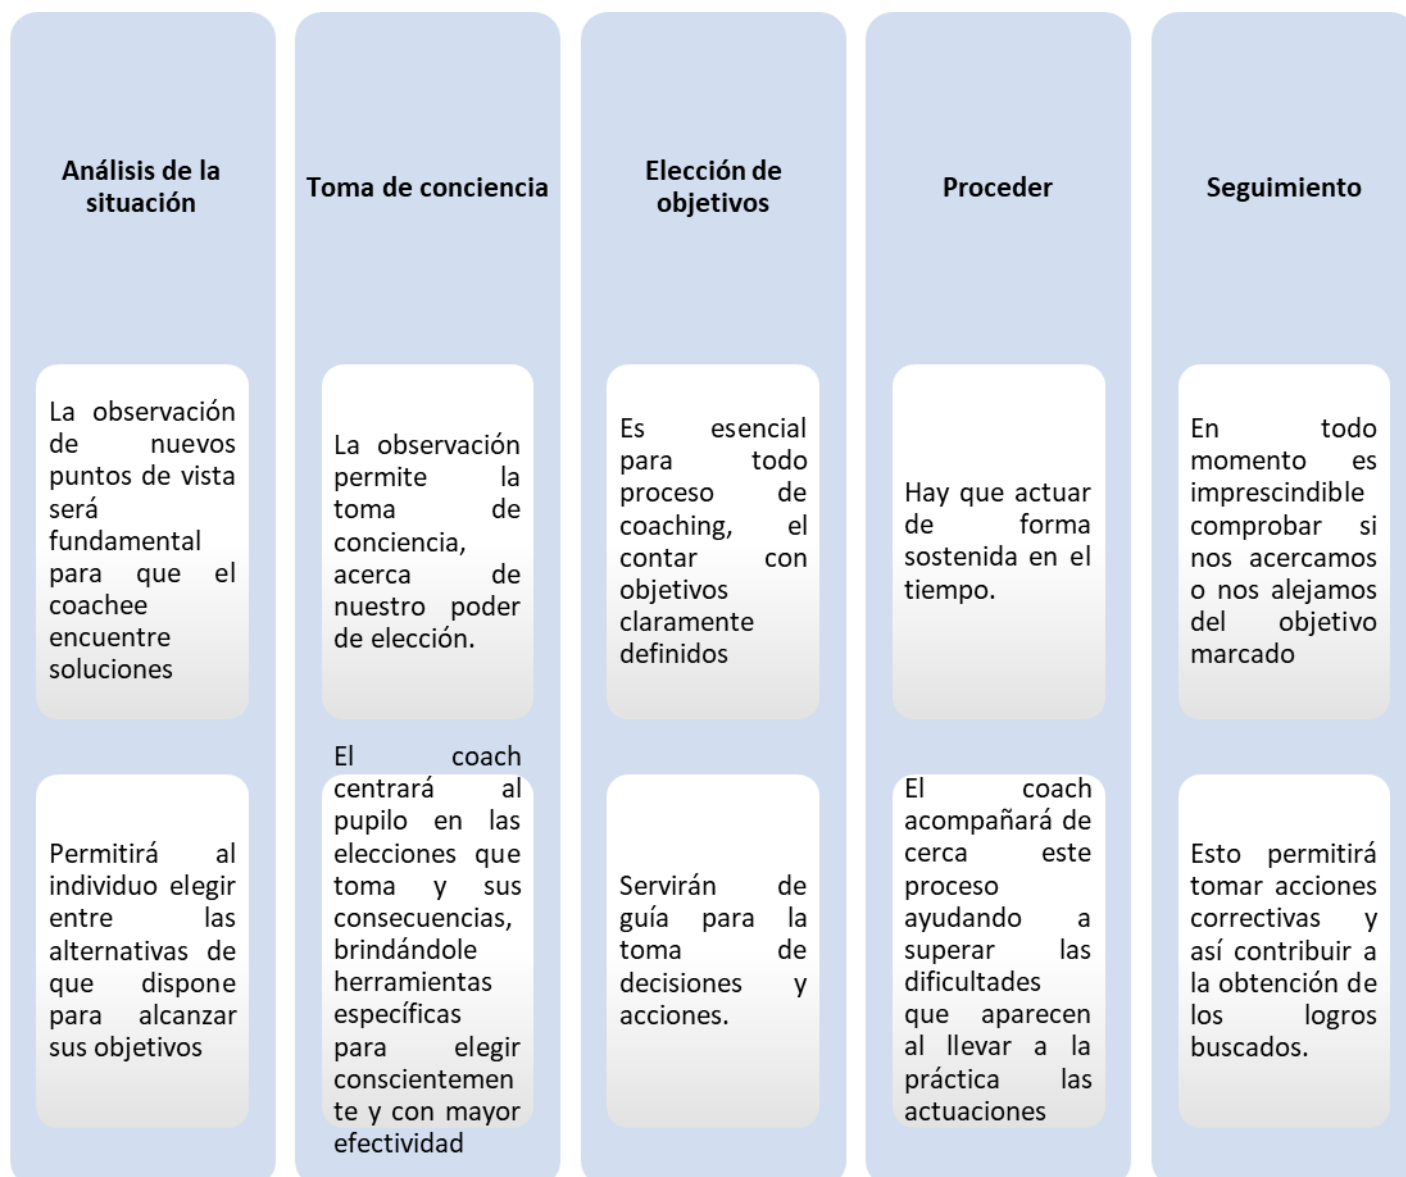 Análisis de la
situación
La observación
de nuevos
puntos de vista
será
fundamental
para que el
coachee
encuentre
soluciones
Permitirá al
individuo elegir
entre las
alternativas de
que dispone
para alcanzar
sus objetivos
Toma de conciencia
La observación
permite la
toma de
conciencia,
acerca de
nuestro poder
de elección.
El coach
centrará al
pupilo en las
elecciones que
toma y sus
consecuencias,
brindándole
herramientas
específicas
para elegir
conscientemen
te y con mayor
efectividad
Elección de
objetivos
Es esencial
para todo
proceso de
coaching, el
contar con
objetivos
claramente
definidos
Servirán de
guía para la
toma de
decisiones y
acciones.
Proceder
Hay que actuar
de forma
sostenida en el
tiempo.
El coach
acompañará de
cerca este
proceso
ayudando a
superar las
dificultades
que aparecen
al llevar a la
práctica las
actuaciones
Seguimiento
En todo
momento es
imprescindible
comprobar si
nos acercamos
o nos alejamos
del objetivo
marcado
Esto permitirá
tomar acciones
correctivas y
así contribuir a
la obtención de
los logros
buscados.